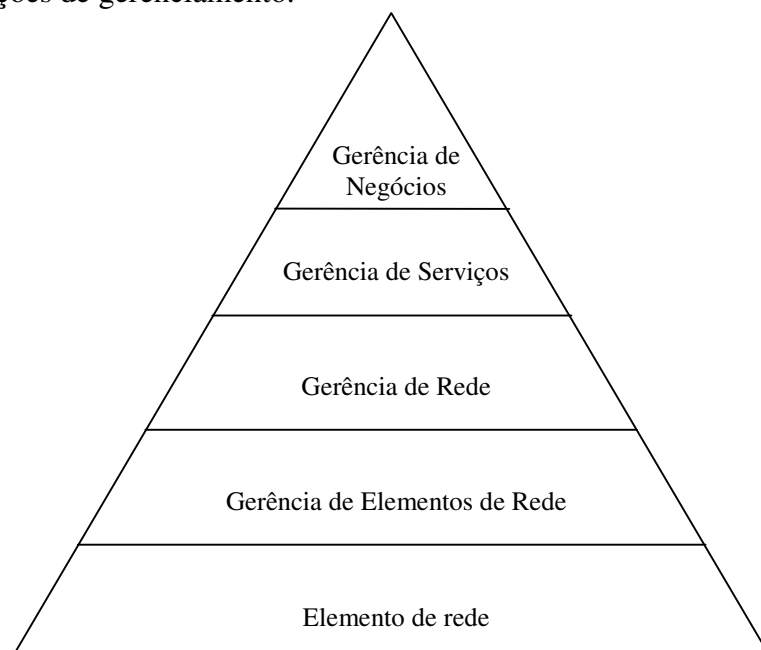 ções de gerenciamento.
Gerência de
Negócios
Gerência de Serviços
Gerência de Rede
Gerência de Elementos de Rede
Elemento de rede